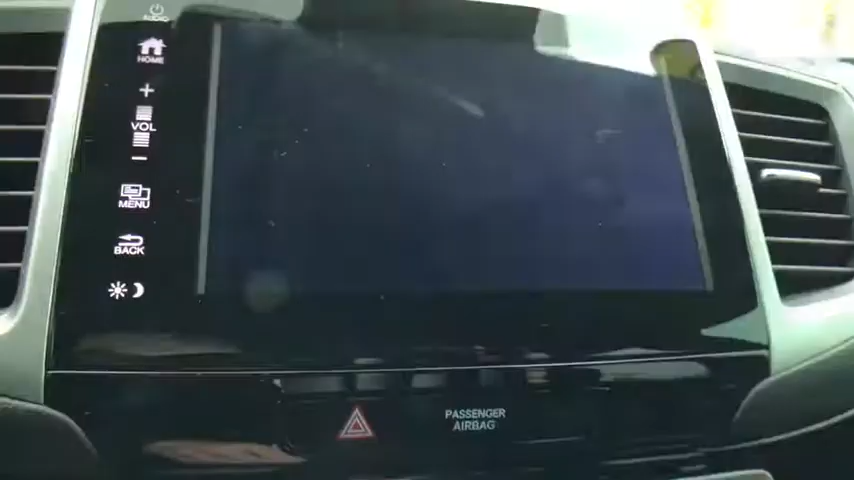 AUDIO
HOME
+
VOL
−
MENU
BACK
PASSENGER
AIRBAG